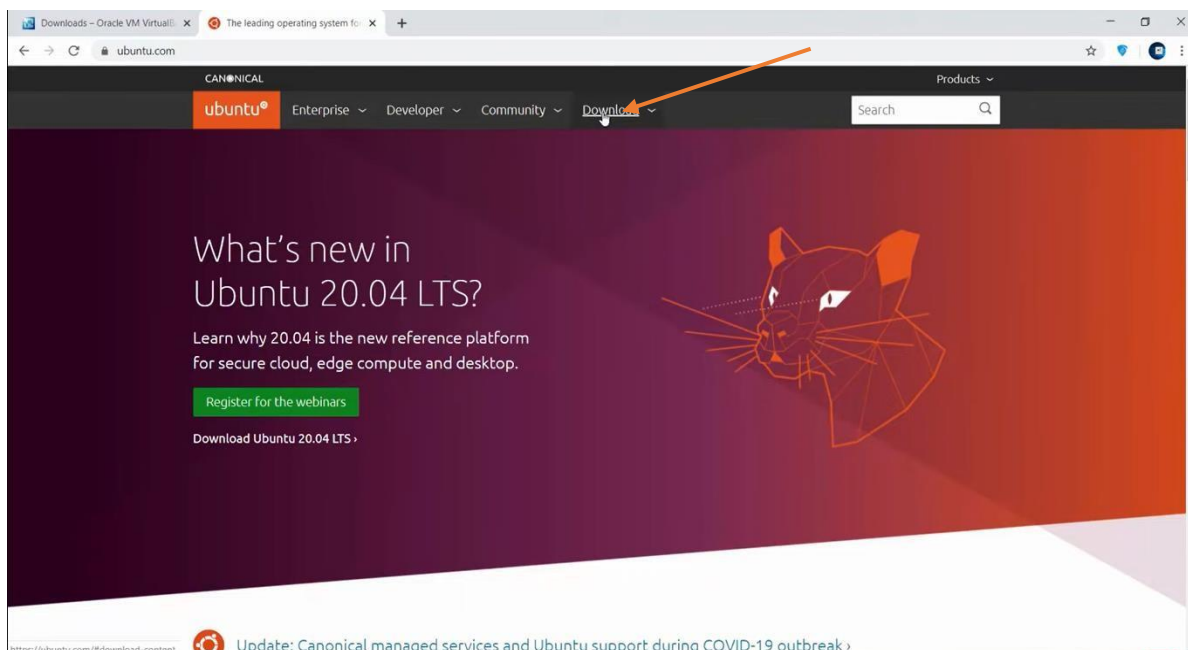 Downloads – Oracle VM VirtualB
The leading operating system fo
ubuntu.com
CANONICAL
Products
ubuntu®
Enterprise
Developer
Community
Download
Search
What's new in
Ubuntu 20.04 LTS?
Learn why 20.04 is the new reference platform
for secure cloud, edge compute and desktop.
Register for the webinars
Download Ubuntu 20.04 LTS ›
Update: Canonical managed services and Ubuntu support during COVID-19 outbreak ›